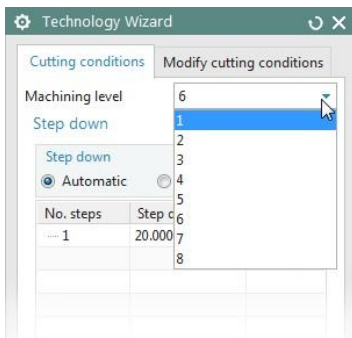 Technology Wizard
Cutting conditions Modify cutting conditions
Machining level 6
Step down
1
2
3
4
5
6
7
8
Step down
Automatic
No. steps Step
1 20.000